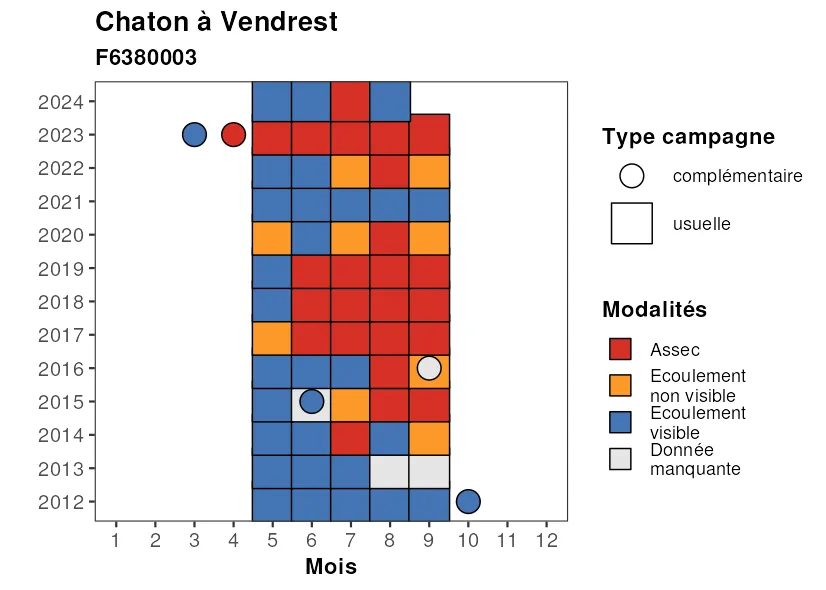 Chaton à Vendrest
F6380003
2024
2023
2022
2021
2020
2019
2018
2017
2016
2015
2014
2013
2012
1 2 3 4 5 6 7 8 9 10 11 12
Mois
Type campagne
complémentaire
usuelle
Modalités
Assec
Ecoulement
non visible
Ecoulement
visible
Donnée
manquante